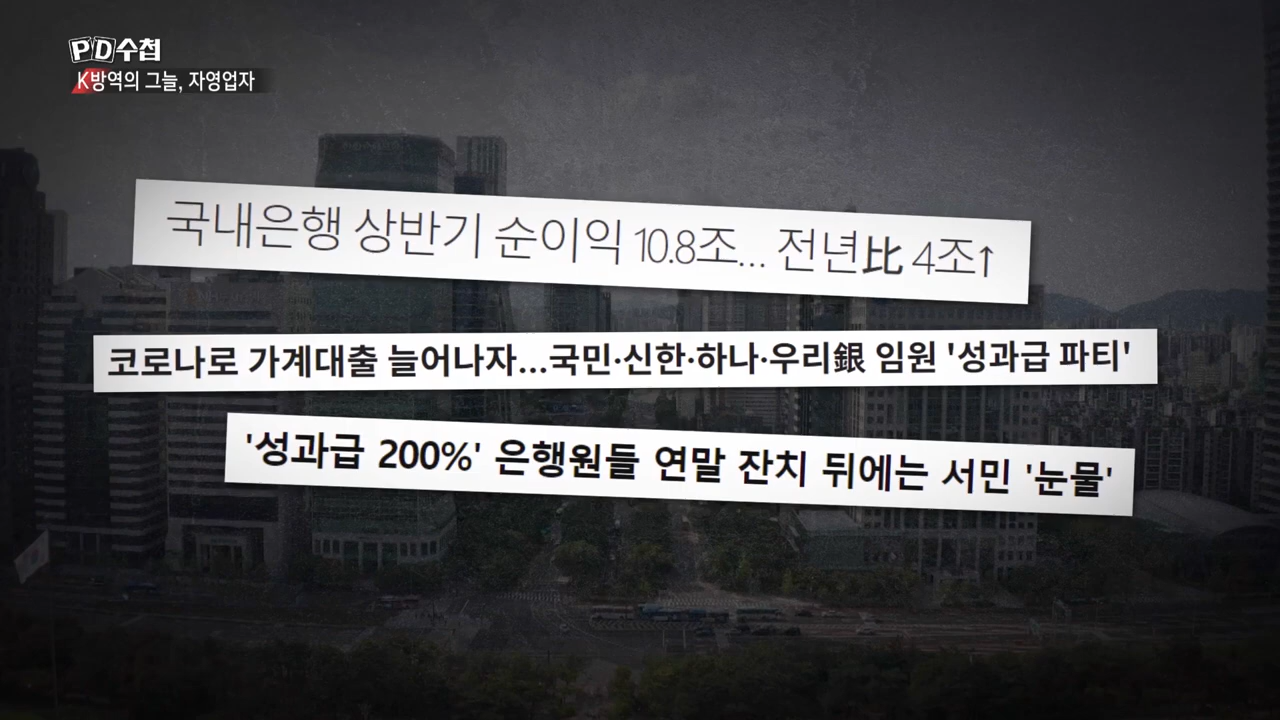 PD수첩
K방역의 그늘, 자영업자
국내은행 상반기 순이익 10.8조... 전년比 4조↑
코로나로 가계대출 늘어나자...국민·신한·하나·우리銀 임원 '성과급 파티'
'성과급 200%' 은행원들 연말 잔치 뒤에는 서민 '눈물'